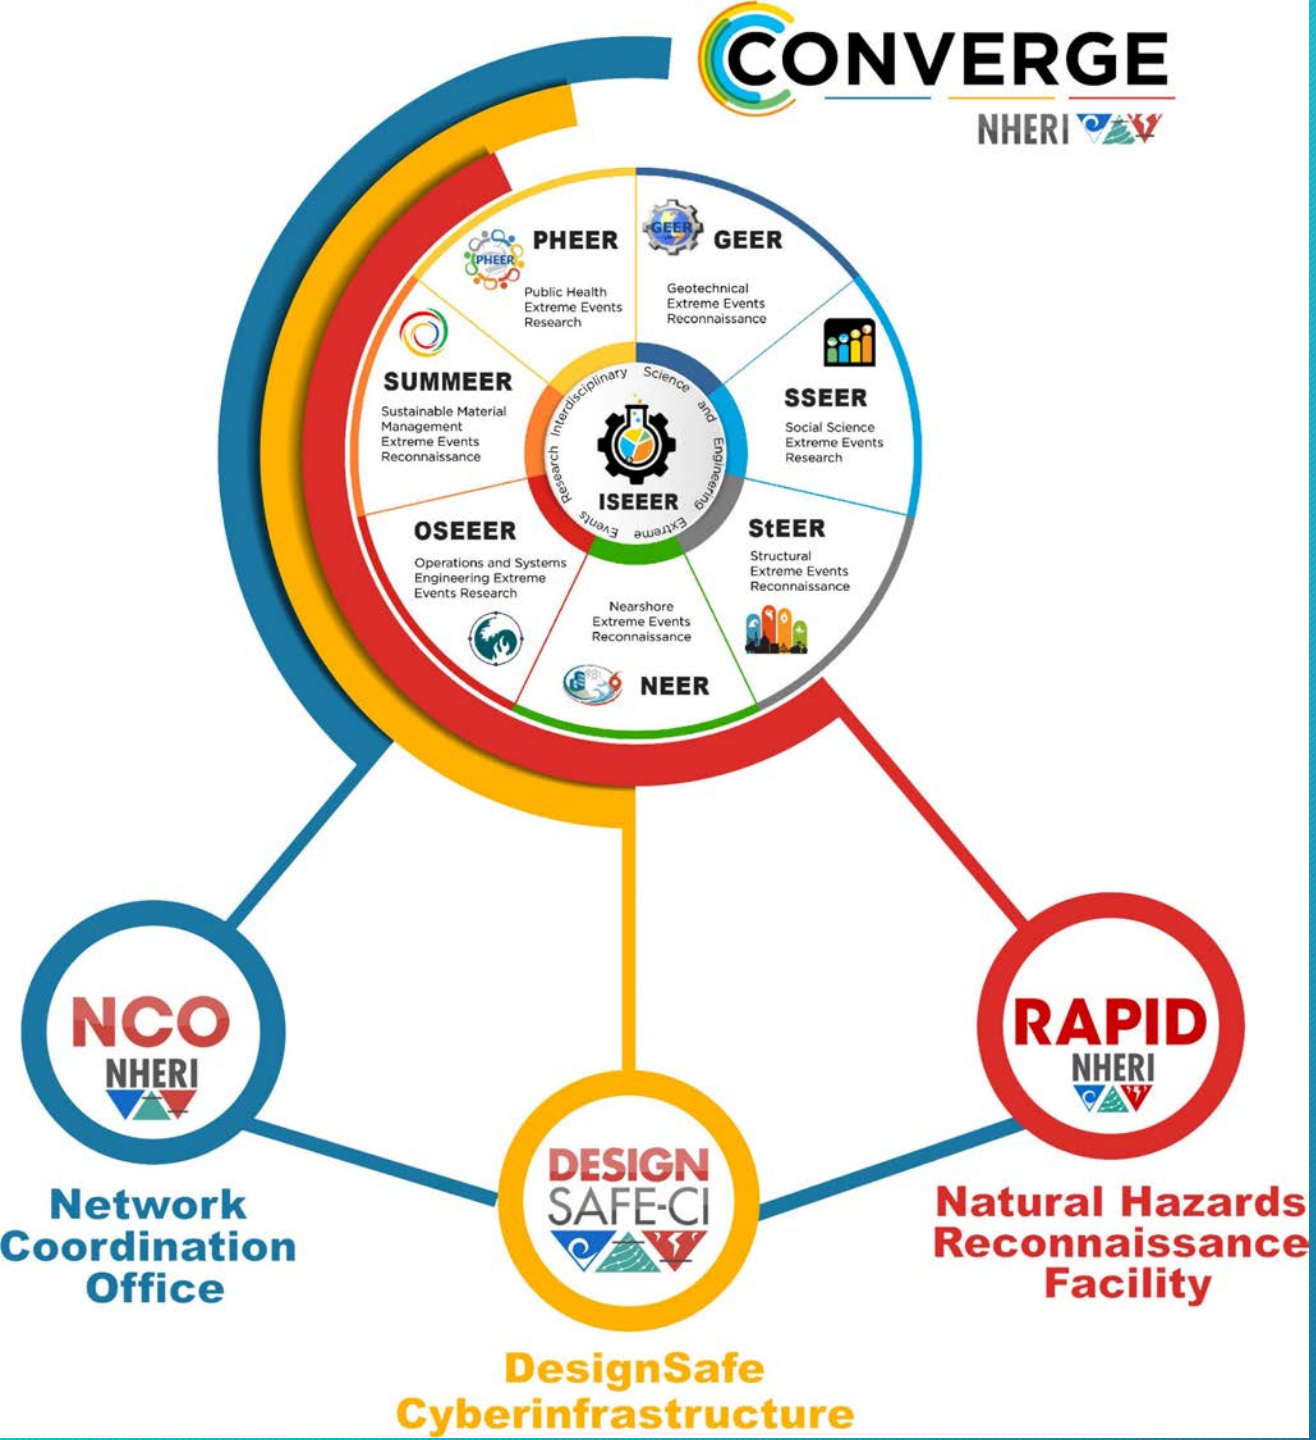 CONVERGE
NHERI
PHEER
Public Health
Extreme Events
Research
PHEER
GEER
GEER
Geotechnical
Extreme Events
Reconnaissance
SSEER
Social Science
Extreme Events
Research
StEER
Structural
Extreme Events
Reconnaissance
Nearshore
Extreme Events
Reconnaissance
NEER
OSEEER
Operations and Systems
Engineering Extreme
Events Research
SUMMEER
Sustainable Material
Management
Extreme Events
Reconnaissance
Interdisciplinary Science and Engineering Extreme Events Research
ISEEER
NCO
NHERI
Network
Coordination
Office
DESIGN
SAFE-CI
DesignSafe
Cyberinfrastructure
RAPID
NHERI
Natural Hazards
Reconnaissance
Facility